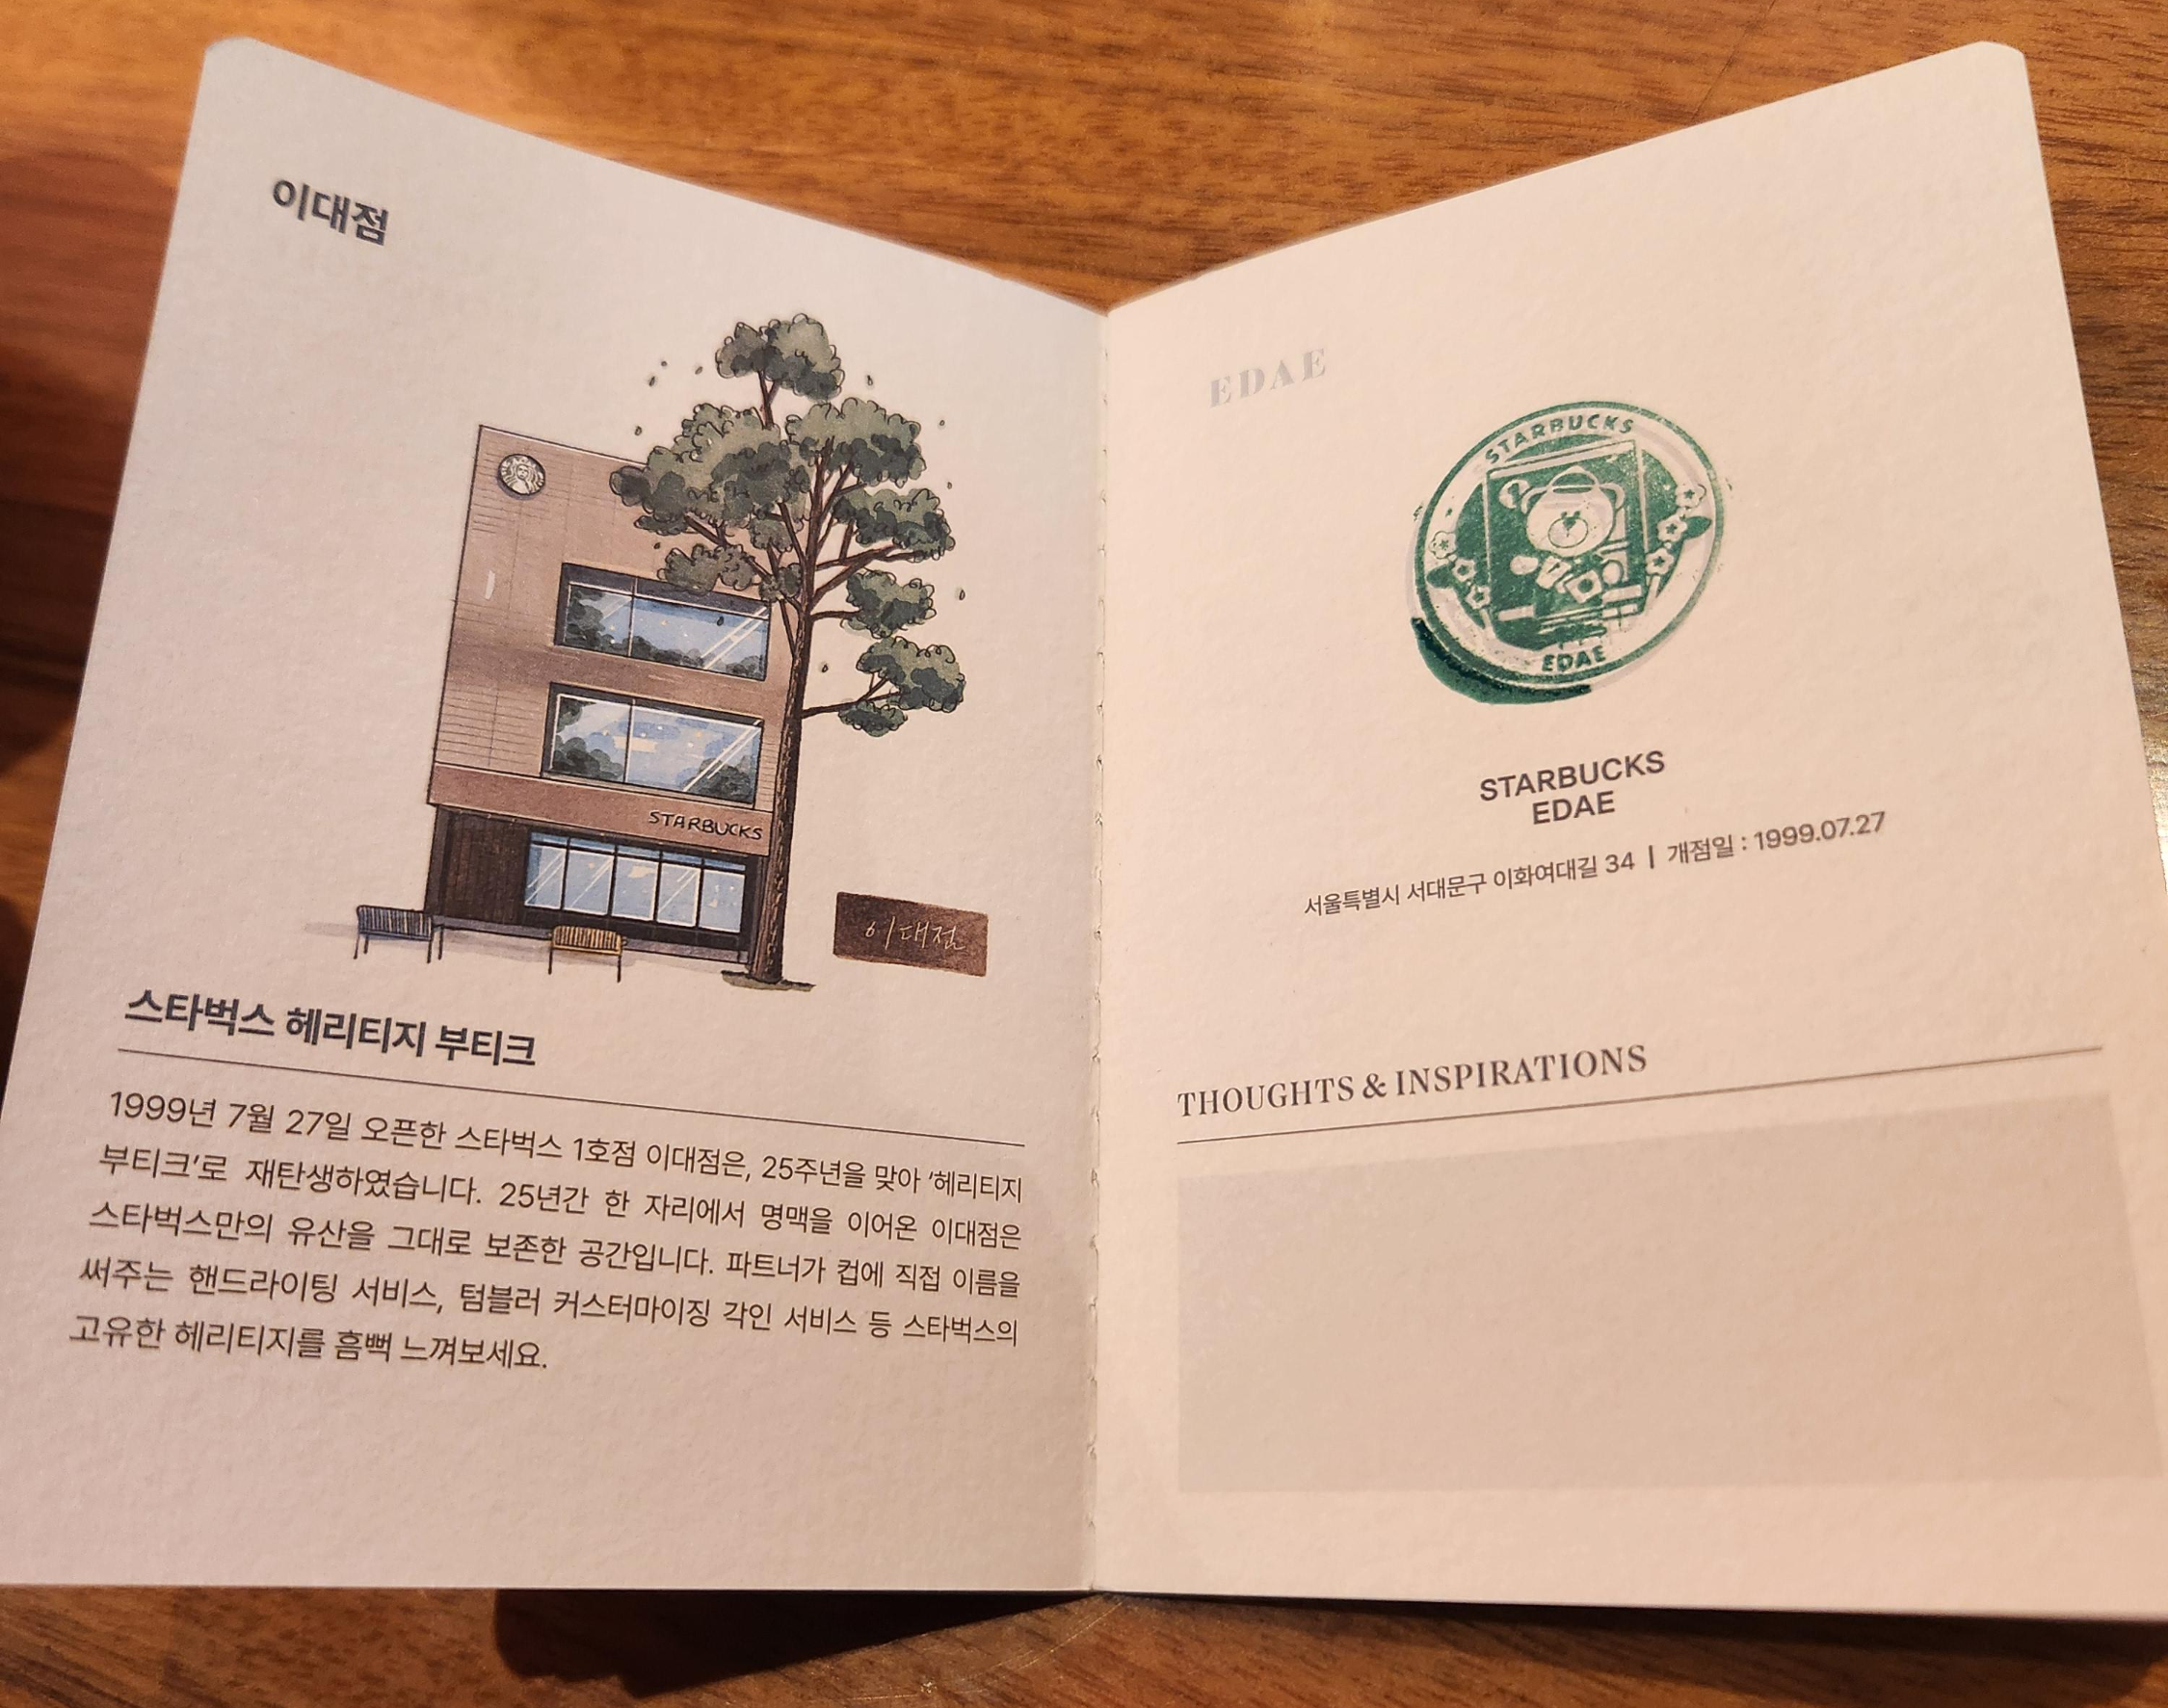 이대점
STARBUCKS
이대점
스타벅스 헤리티지 부티크
1999년 7월 27일 오픈한 스타벅스 1호점 이대점은, 25주년을 맞아 ‘헤리티지
부티크’로 재탄생하였습니다. 25년간 한 자리에서 명맥을 이어온 이대점은
스타벅스만의 유산을 그대로 보존한 공간입니다. 파트너가 컵에 직접 이름을
써주는 핸드라이팅 서비스, 텀블러 커스터마이징 각인 서비스 등 스타벅스의
고유한 헤리티지를 흠뻑 느껴보세요.
EDAE
STARBUCKS
EDAE
STARBUCKS
EDAE
서울특별시 서대문구 이화여대길 34 | 개점일 : 1999.07.27
THOUGHTS & INSPIRATIONS